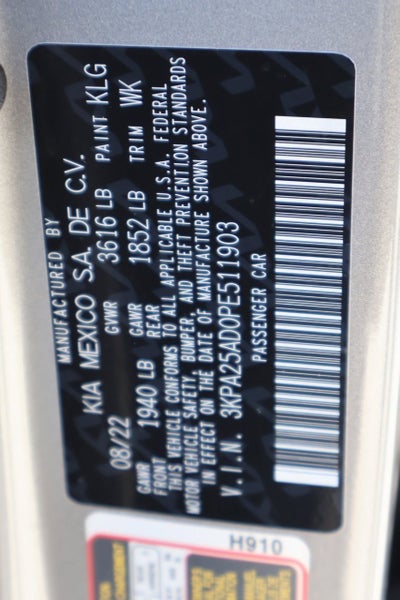 MANUFACTURED BY
KIA MEXICO S.A. DE C.V.
08/22 GVWR 3616 LB PAINT KLG
GAWR FRONT 1940 LB GAWR REAR 1852 LB TRIM WK
THIS VEHICLE CONFORMS TO ALL APPLICABLE U.S.A. FEDERAL
MOTOR VEHICLE SAFETY, BUMPER, AND THEFT PREVENTION STANDARDS
IN EFFECT ON THE DATE OF MANUFACTURE SHOWN ABOVE.
V.I.N. 3KPA25AD0PE511903
PASSENGER CAR
H910